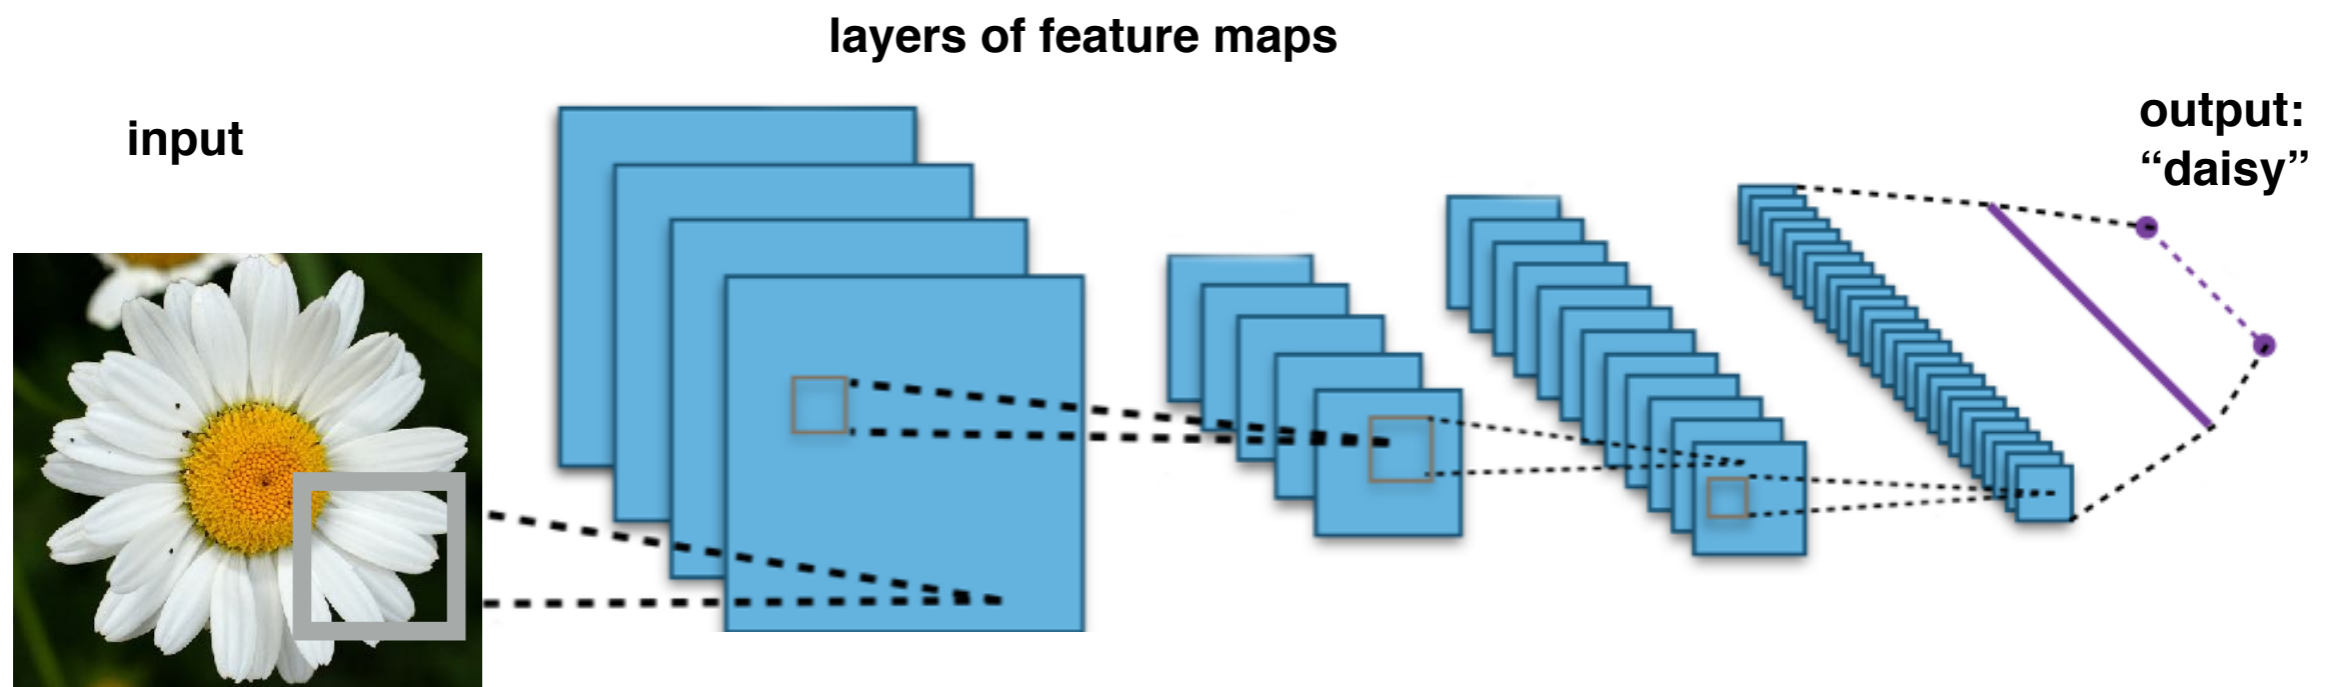 layers of feature maps
input
output:
“daisy”